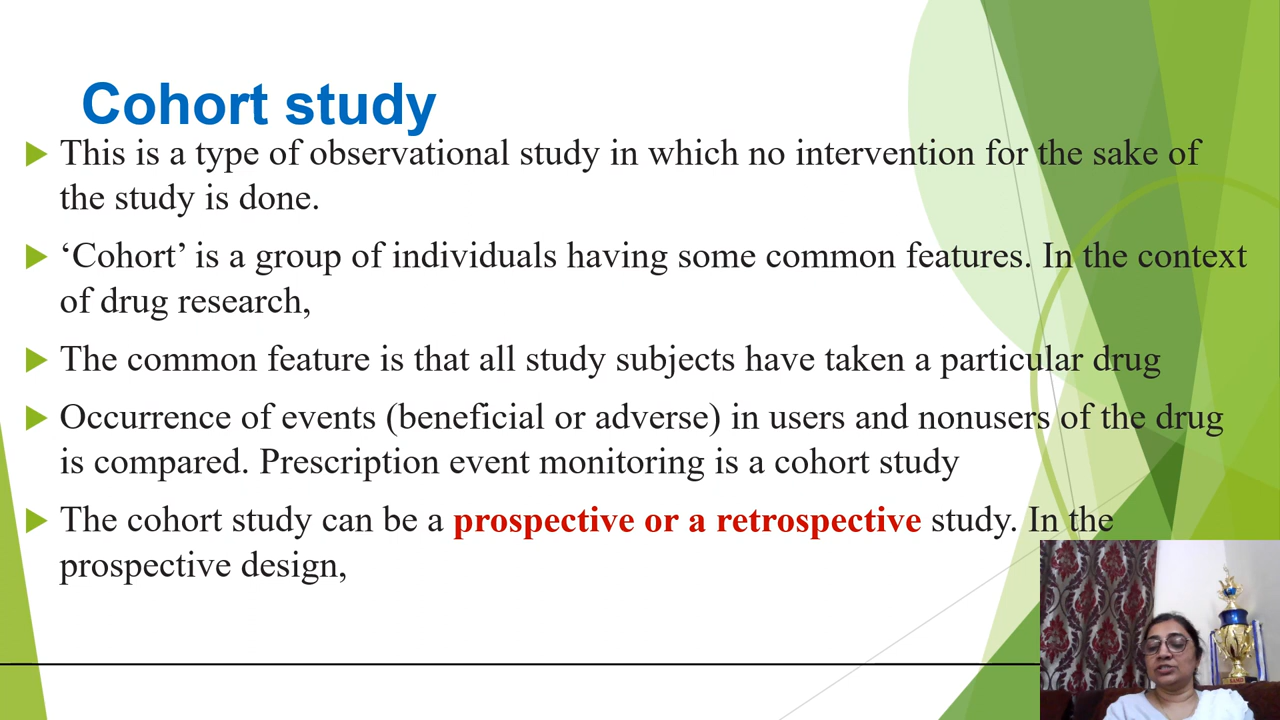 Cohort study
This is a type of observational study in which no intervention for the sake of
the study is done.
‘Cohort’ is a group of individuals having some common features. In the context
of drug research,
The common feature is that all study subjects have taken a particular drug
Occurrence of events (beneficial or adverse) in users and nonusers of the drug
is compared. Prescription event monitoring is a cohort study
The cohort study can be a prospective or a retrospective study. In the
prospective design,